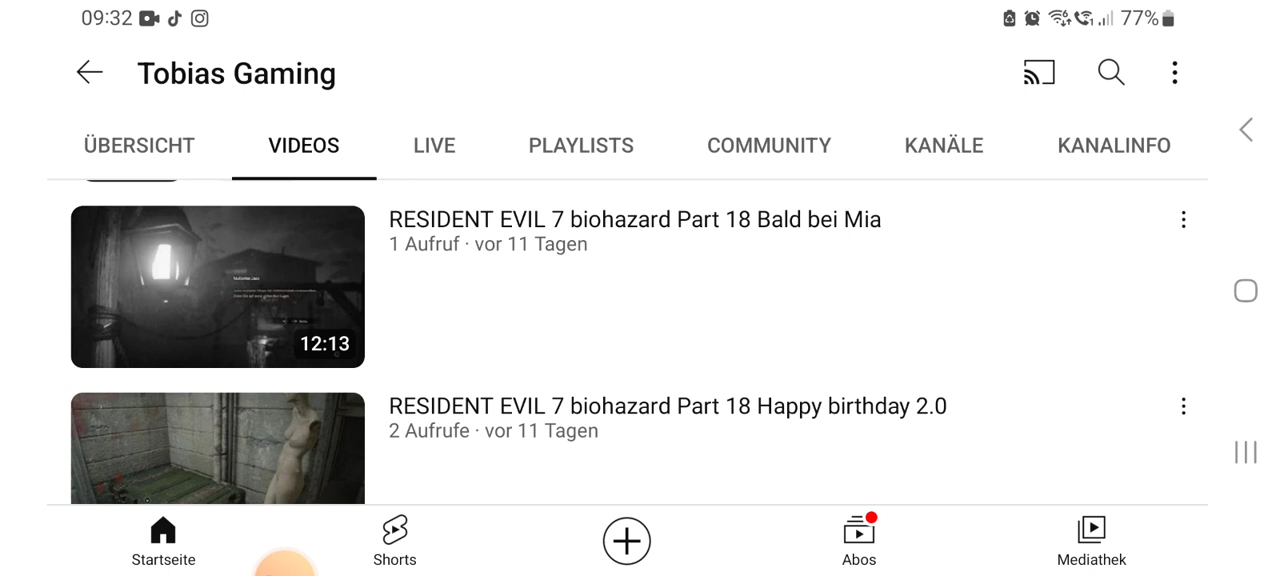 09:32
77%
Tobias Gaming
ÜBERSICHT
VIDEOS
LIVE
PLAYLISTS
COMMUNITY
KANÄLE
KANALINFO
RESIDENT EVIL 7 biohazard Part 18 Bald bei Mia
1 Aufruf · vor 11 Tagen
12:13
RESIDENT EVIL 7 biohazard Part 18 Happy birthday 2.0
2 Aufrufe · vor 11 Tagen
Startseite
Shorts
Abos
Mediathek